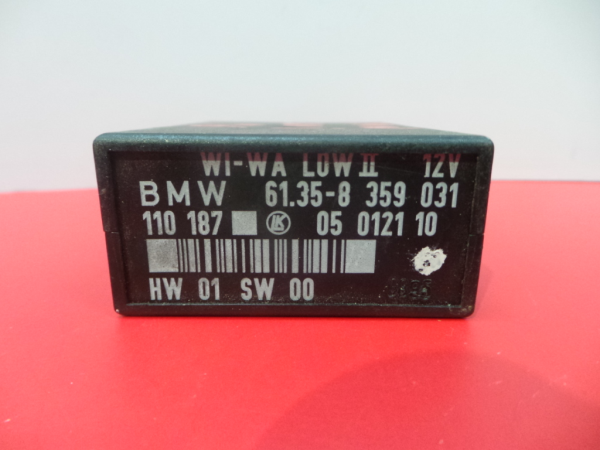 WI-WA LOW II 12V
BMW 61.35-8 359 031
110 187 LK 05 0121 10
HW 01 SW 00